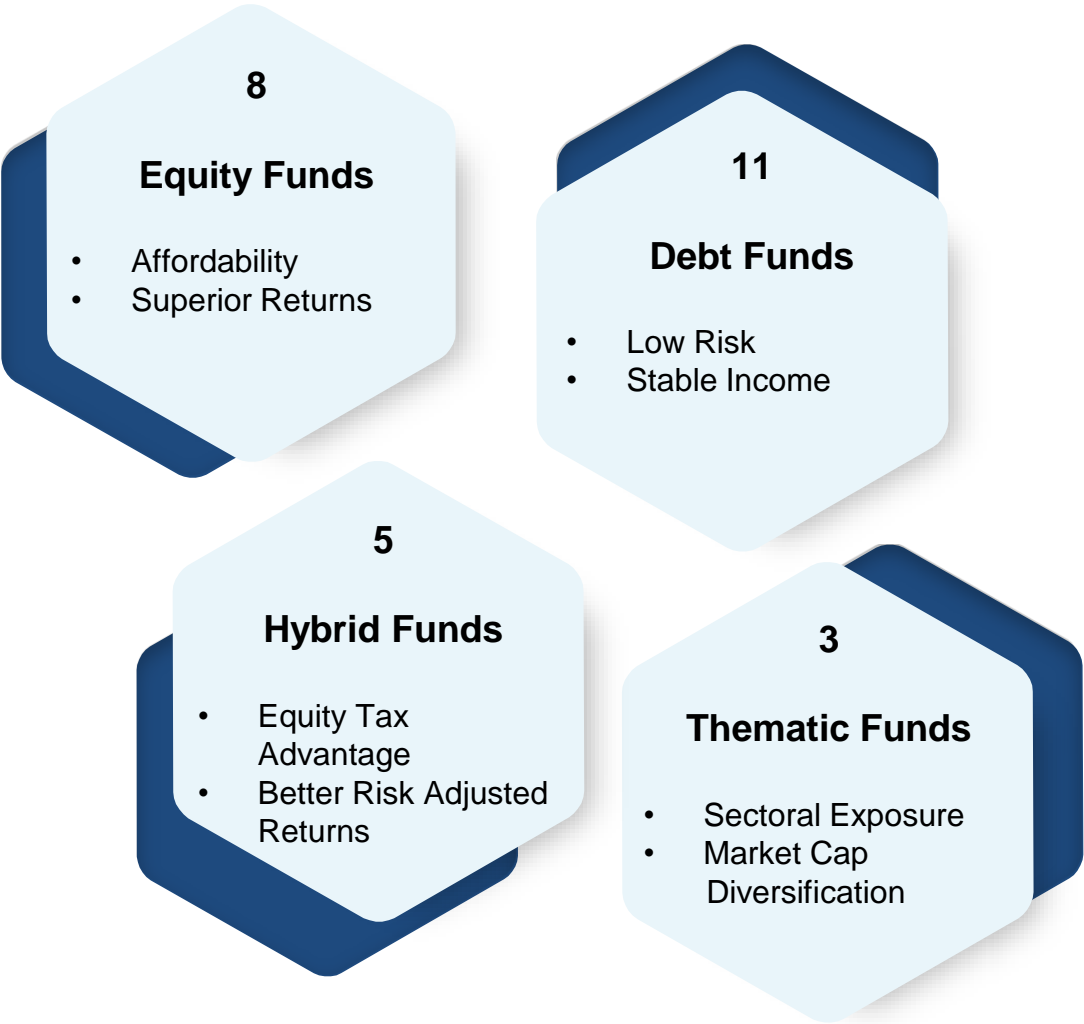 8
Equity Funds
• Affordability
• Superior Returns
11
Debt Funds
• Low Risk
• Stable Income
5
Hybrid Funds
• Equity Tax
Advantage
• Better Risk Adjusted
Returns
3
Thematic Funds
• Sectoral Exposure
• Market Cap
Diversification